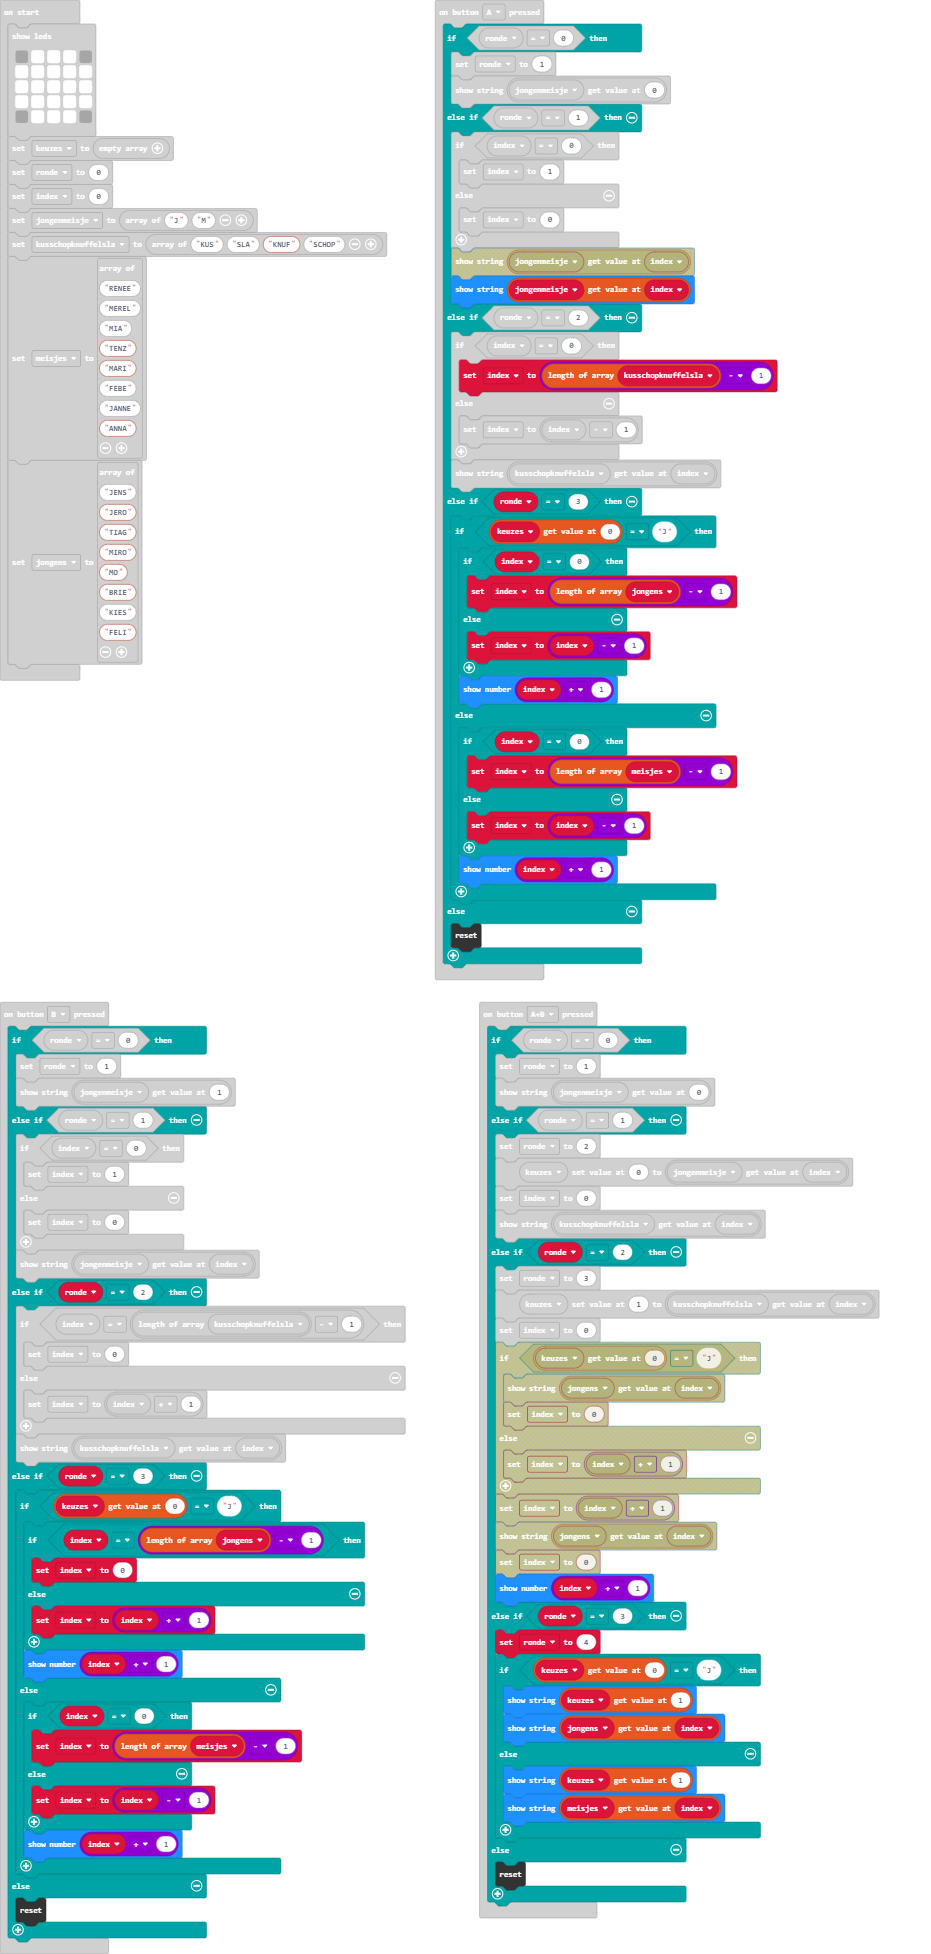 on start
show leds
set keuzes to empty array
set ronde to 0
set index to 0
set jongenmeisje to array of "J" "M"
set kusschopknuffelsla to array of "KUS" "SLA" "KNUF" "SCHOP"
set meisjes to array of
"RENEE"
"MEREL"
"MIA"
"TENZ"
"MARI"
"FEBE"
"JANNE"
"ANNA"
set jongens to array of
"JENS"
"JERO"
"TIAG"
"MIRO"
"MO"
"BRIE"
"KIES"
"FELI"
on button A pressed
if ronde = 0 then
set ronde to 1
show string jongenmeisje get value at 0
else if ronde = 1 then
if index = 0 then
set index to 1
else
set index to 0
show string jongenmeisje get value at index
show string jongenmeisje get value at index
else if ronde = 2 then
if index = 0 then
set index to length of array kusschopknuffelsla - 1
else
set index to index - 1
show string kusschopknuffelsla get value at index
else if ronde = 3 then
if keuzes get value at 0 = "J" then
if index = 0 then
set index to length of array jongens - 1
else
set index to index - 1
show number index + 1
else
if index = 0 then
set index to length of array meisjes - 1
else
set index to index - 1
show number index + 1
else
reset
on button B pressed
if ronde = 0 then
set ronde to 1
show string jongenmeisje get value at 1
else if ronde = 1 then
if index = 0 then
set index to 1
else
set index to 0
show string jongenmeisje get value at index
else if ronde = 2 then
if index = length of array kusschopknuffelsla - 1 then
set index to 0
else
set index to index + 1
show string kusschopknuffelsla get value at index
else if ronde = 3 then
if keuzes get value at 0 = "J" then
if index = length of array jongens - 1 then
set index to 0
else
set index to index + 1
show number index + 1
else
if index = 0 then
set index to length of array meisjes - 1
else
set index to index - 1
show number index + 1
else
reset
on button A+B pressed
if ronde = 0 then
set ronde to 1
show string jongenmeisje get value at 0
else if ronde = 1 then
set ronde to 2
keuzes set value at 0 to jongenmeisje get value at index
set index to 0
show string kusschopknuffelsla get value at index
else if ronde = 2 then
set ronde to 3
keuzes set value at 1 to kusschopknuffelsla get value at index
set index to 0
if keuzes get value at 0 = "J" then
show string jongens get value at index
set index to 0
else
set index to index + 1
set index to index + 1
show string jongens get value at index
set index to 0
show number index + 1
else if ronde = 3 then
set ronde to 4
if keuzes get value at 0 = "J" then
show string keuzes get value at 1
show string jongens get value at index
else
show string keuzes get value at 1
show string meisjes get value at index
else
reset